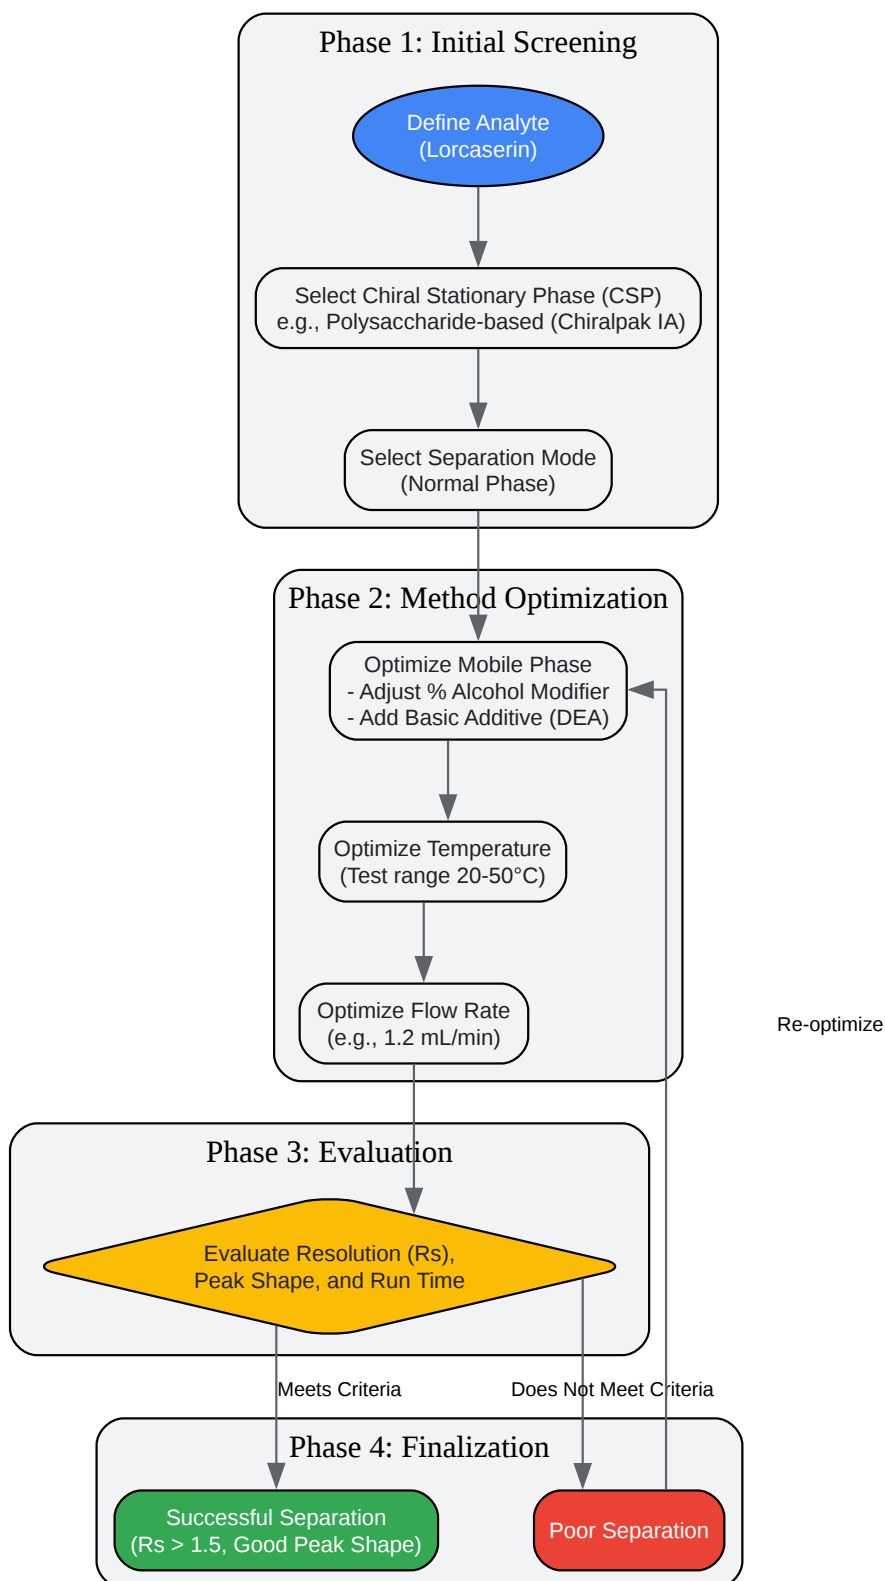 Phase 1: Initial Screening
Define Analyte
(Lorcaserin)
Select Chiral Stationary Phase (CSP)
e.g., Polysaccharide-based (Chiralpak IA)
Select Separation Mode
(Normal Phase)
Phase 2: Method Optimization
Optimize Mobile Phase
- Adjust % Alcohol Modifier
- Add Basic Additive (DEA)
Optimize Temperature
(Test range 20-50°C)
Optimize Flow Rate
(e.g., 1.2 mL/min)
Re-optimize
Phase 3: Evaluation
Evaluate Resolution (Rs),
Peak Shape, and Run Time
Meets Criteria
Does Not Meet Criteria
Phase 4: Finalization
Successful Separation
(Rs > 1.5, Good Peak Shape)
Poor Separation